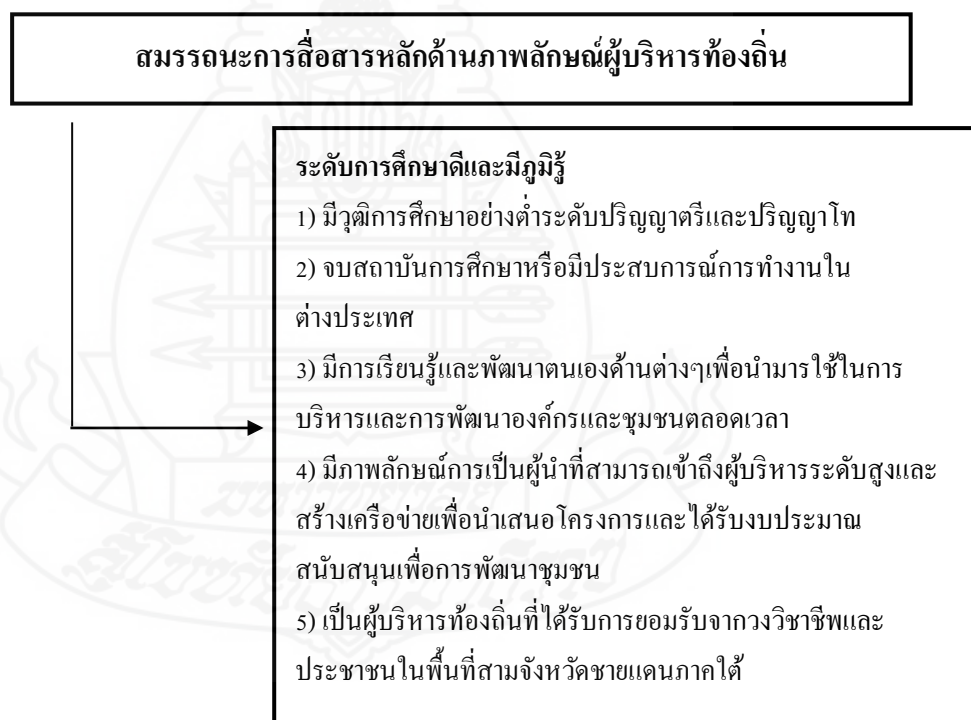 สมรรถนะการสื่อสารหลักด้านภาพลักษณ์ผู้บริหารท้องถิ่น
ระดับการศึกษาดีและมีภูมิรู้
1) มีวุฒิการศึกษาอย่างต่ำระดับปริญญาตรีและปริญญาโท
2) จบสถาบันการศึกษาหรือมีประสบการณ์การทำงานใน
ต่างประเทศ
3) มีการเรียนรู้และพัฒนาตนเองด้านต่างๆเพื่อนำมารใช้ในการ
บริหารและการพัฒนาองค์กรและชุมชนตลอดเวลา
4) มีภาพลักษณ์การเป็นผู้นำที่สามารถเข้าถึงผู้บริหารระดับสูงและ
สร้างเครือข่ายเพื่อนำเสนอโครงการและได้รับงบประมาณ
สนับสนุนเพื่อการพัฒนาชุมชน
5) เป็นผู้บริหารท้องถิ่นที่ได้รับการยอมรับจากวงวิชาชีพและ
ประชาชนในพื้นที่สามจังหวัดชายแดนภาคใต้